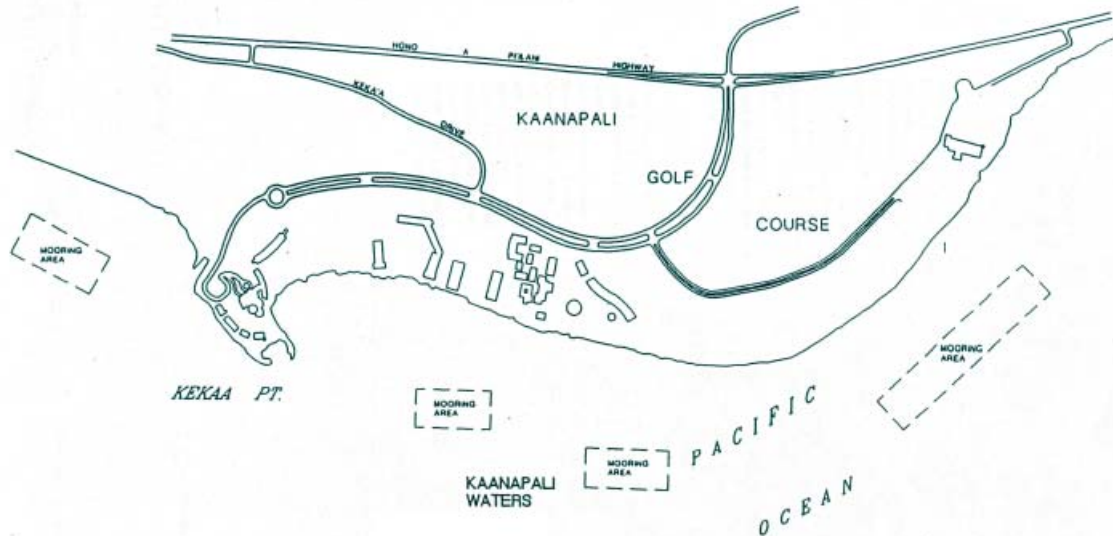 HONO A PIILANI HIGHWAY
KEKA'A DRIVE
KAANAPALI
GOLF
COURSE
MOORING
AREA
MOORING
AREA
KEKAA PT.
MOORING
AREA
MOORING
AREA
PACIFIC
OCEAN
KAANAPALI
WATERS